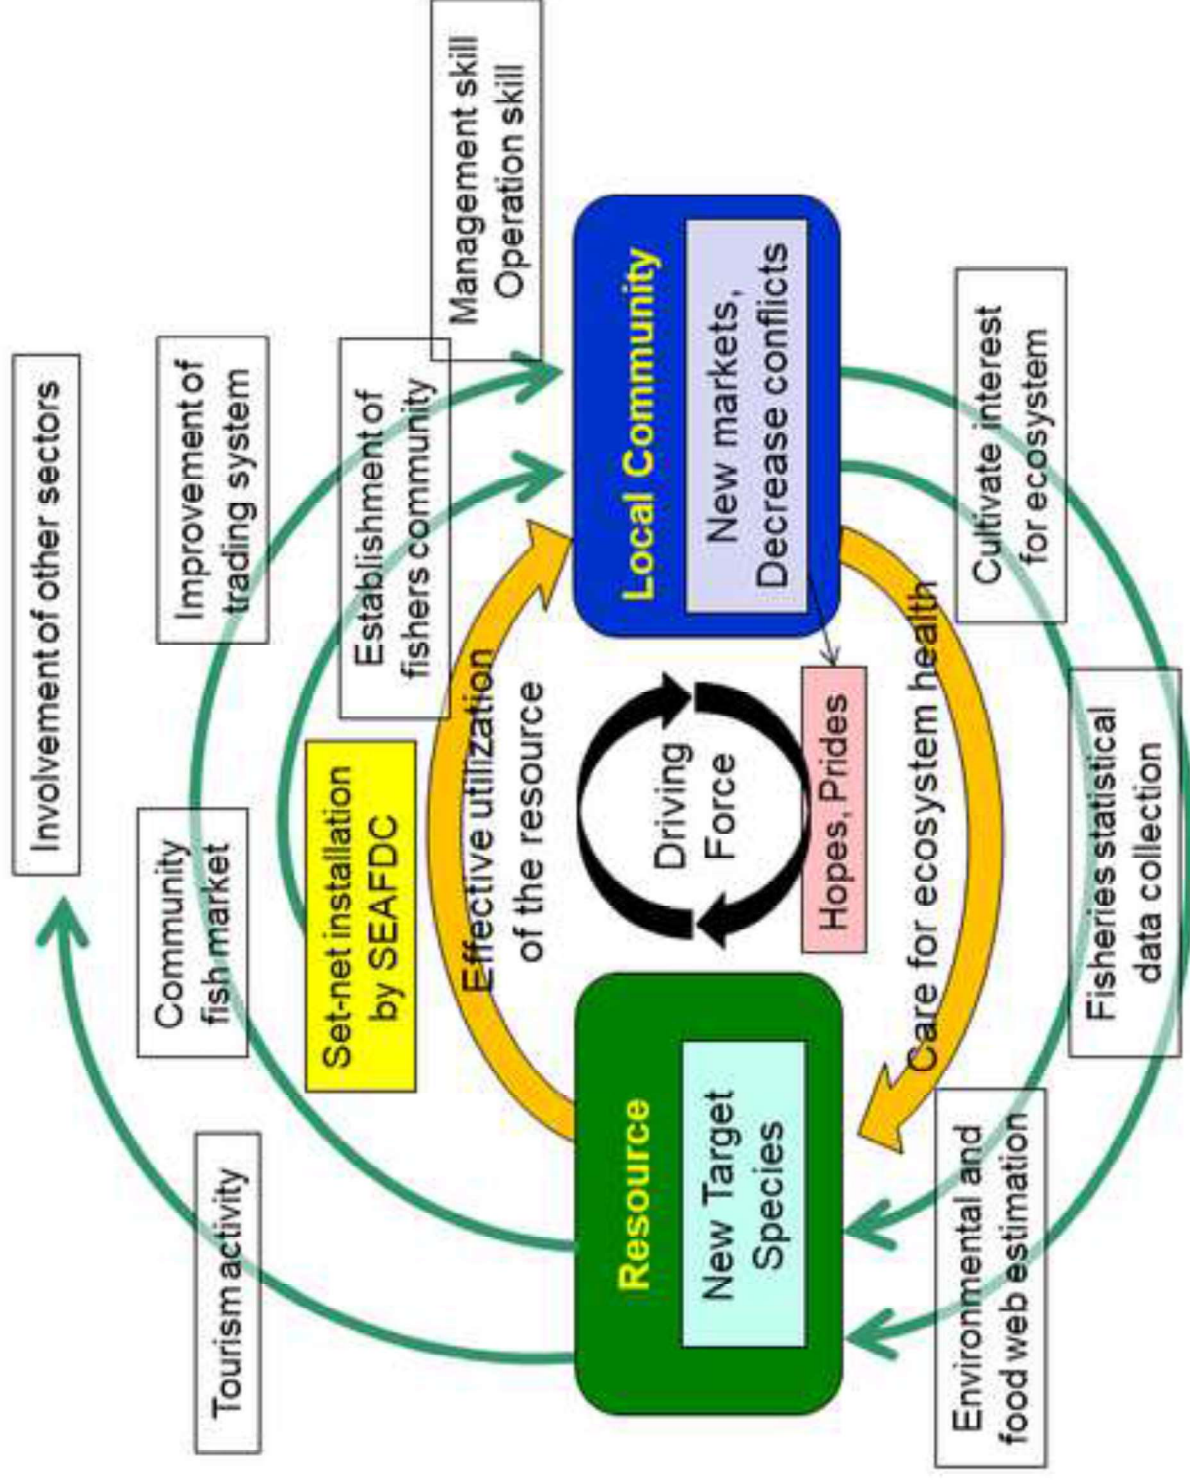 Involvement of other sectors
Tourism activity
Community
fish market
Improvement of
trading system
Set-net installation
by SEAFDC
Establishment of
fishers community
Management skill
Operation skill
Effective utilization
of the resource
Resource
New Target
Species
Driving
Force
Local Community
New markets,
Decrease conflicts
Hopes, Prides
Care for ecosystem health
Environmental and
food web estimation
Fisheries statistical
data collection
Cultivate interest
for ecosystem